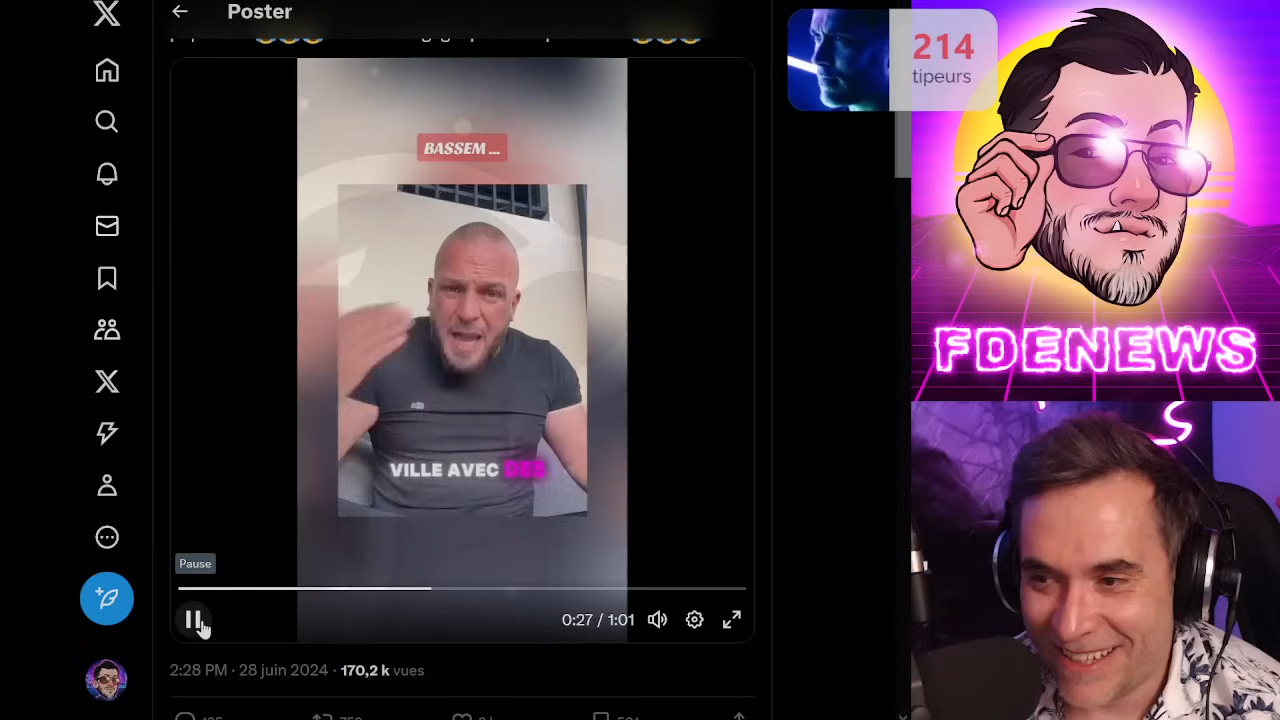 Poster
214
tipeurs
BASSEM ...
VILLE AVEC DES
FDENEWS
Pause
0:27 / 1:01
2:28 PM · 28 juin 2024 · 170,2 k vues